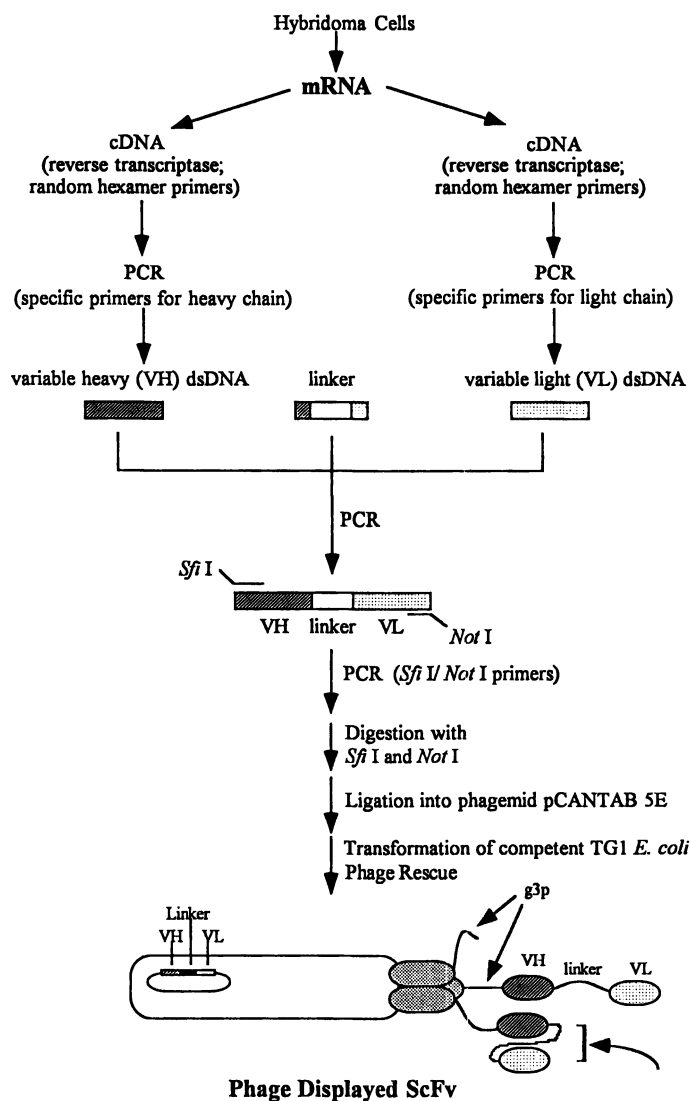 Hybridoma Cells
mRNA
cDNA
(reverse transcriptase;
random hexamer primers)
cDNA
(reverse transcriptase;
random hexamer primers)
PCR
(specific primers for heavy chain)
PCR
(specific primers for light chain)
variable heavy (VH) dsDNA
linker
variable light (VL) dsDNA
PCR
Sfi I
VH linker VL
Not I
PCR (Sfi I/ Not I primers)
Digestion with
Sfi I and Not I
Ligation into phagemid pCANTAB 5E
Transformation of competent TG1 E. coli
Phage Rescue
g3p
Linker
VH VL
VH linker VL
Phage Displayed ScFv